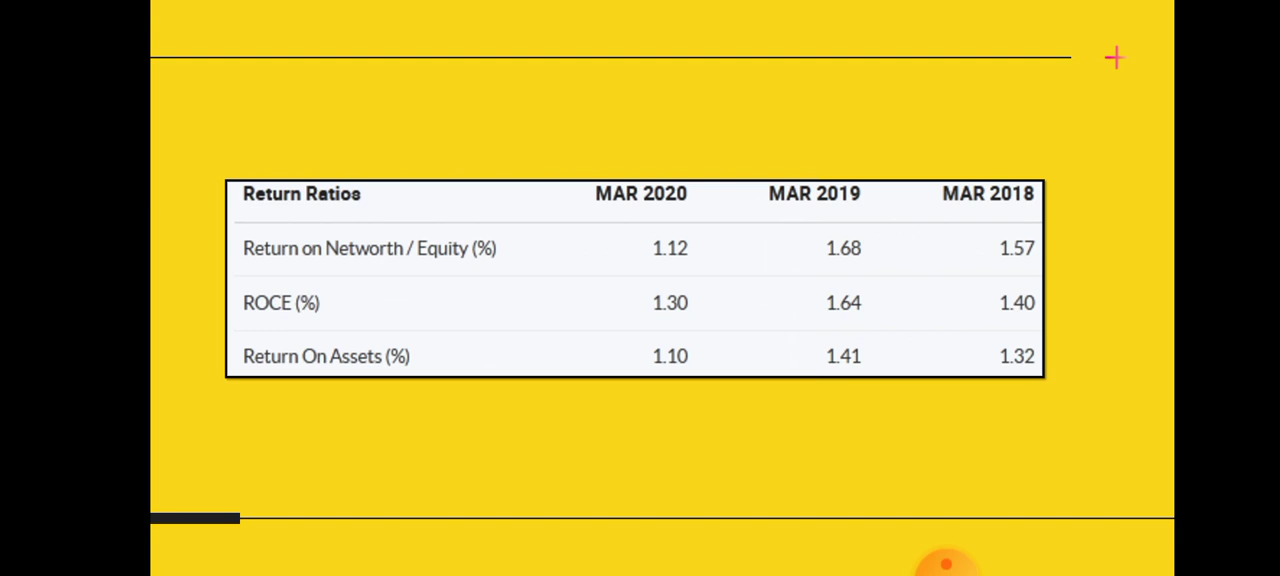 Return Ratios MAR 2020 MAR 2019 MAR 2018
Return on Networth / Equity (%) 1.12 1.68 1.57
ROCE (%) 1.30 1.64 1.40
Return On Assets (%) 1.10 1.41 1.32